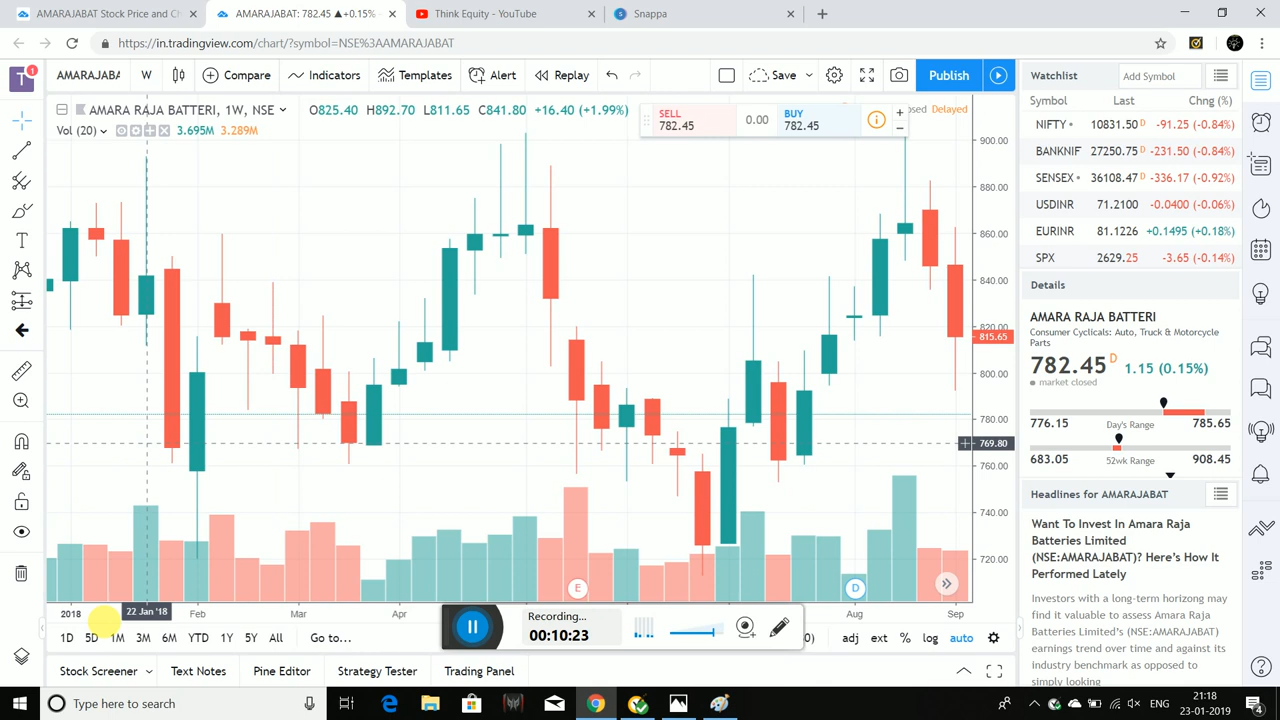 AMARAJABAT Stock Price and Ch
AMARAJABAT: 782.45 ▲+0.15%
Think Equity - YouTube
Snappa
https://in.tradingview.com/chart/?symbol=NSE%3AAMARAJABAT
T
1
AMARAJABA
W
Compare
Indicators
Templates
Alert
Replay
Save
Publish
AMARA RAJA BATTERI, 1W, NSE
O825.40 H892.70 L811.65 C841.80 +16.40 (+1.99%)
Vol (20)
3.695M 3.289M
SELL
782.45
0.00
BUY
782.45
osed
Delayed
900.00
880.00
860.00
840.00
820.00
815.65
800.00
780.00
769.80
760.00
740.00
720.00
E
D
2018
22 Jan '18
Feb
Mar
Apr
Aug
Sep
Recording...
00:10:23
1D 5D 1M 3M 6M YTD 1Y 5Y All Go to...
0)
adj ext % log auto
Stock Screener
Text Notes
Pine Editor
Strategy Tester
Trading Panel
Watchlist
Add Symbol
Symbol Last Chng (%)
NIFTY 10831.50 D -91.25 (-0.84%)
BANKNIF 27250.75 D -231.50 (-0.84%)
SENSEX 36108.47 D -336.17 (-0.92%)
USDINR 71.2100 -0.0400 (-0.06%)
EURINR 81.1226 +0.1495 (+0.18%)
SPX 2629.25 -3.65 (-0.14%)
Details
AMARA RAJA BATTERI
Consumer Cyclicals: Auto, Truck & Motorcycle
Parts
782.45 D 1.15 (0.15%)
market closed
776.15 Day's Range 785.65
683.05 52wk Range 908.45
Headlines for AMARAJABAT
Want To Invest In Amara Raja
Batteries Limited
(NSE:AMARAJABAT)? Here's How It
Performed Lately
Investors with a long-term horizong may
find it valuable to assess Amara Raja
Batteries Limited's (NSE:AMARAJABAT)
earnings trend over time and against its
industry benchmark as opposed to
simply looking
Type here to search
ENG
21:18
23-01-2019
4